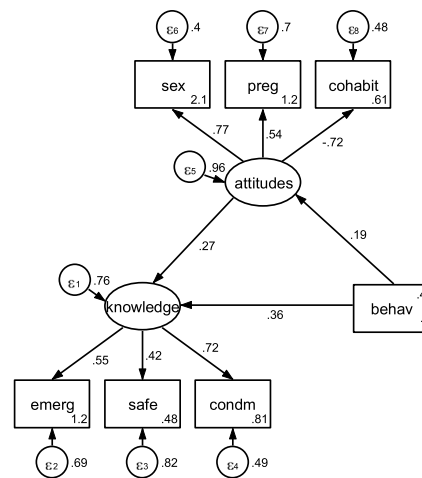 ε6 .4 ε7 .7 ε8 .48
sex 2.1 preg 1.2 cohabit .61
.77 .54 -.72
ε5 .96
attitudes
.19
.27
ε1 .76
knowledge
behav
.36
.55 .42 .72
emerg 1.2 safe .48 condm .81
ε2 .69 ε3 .82 ε4 .49